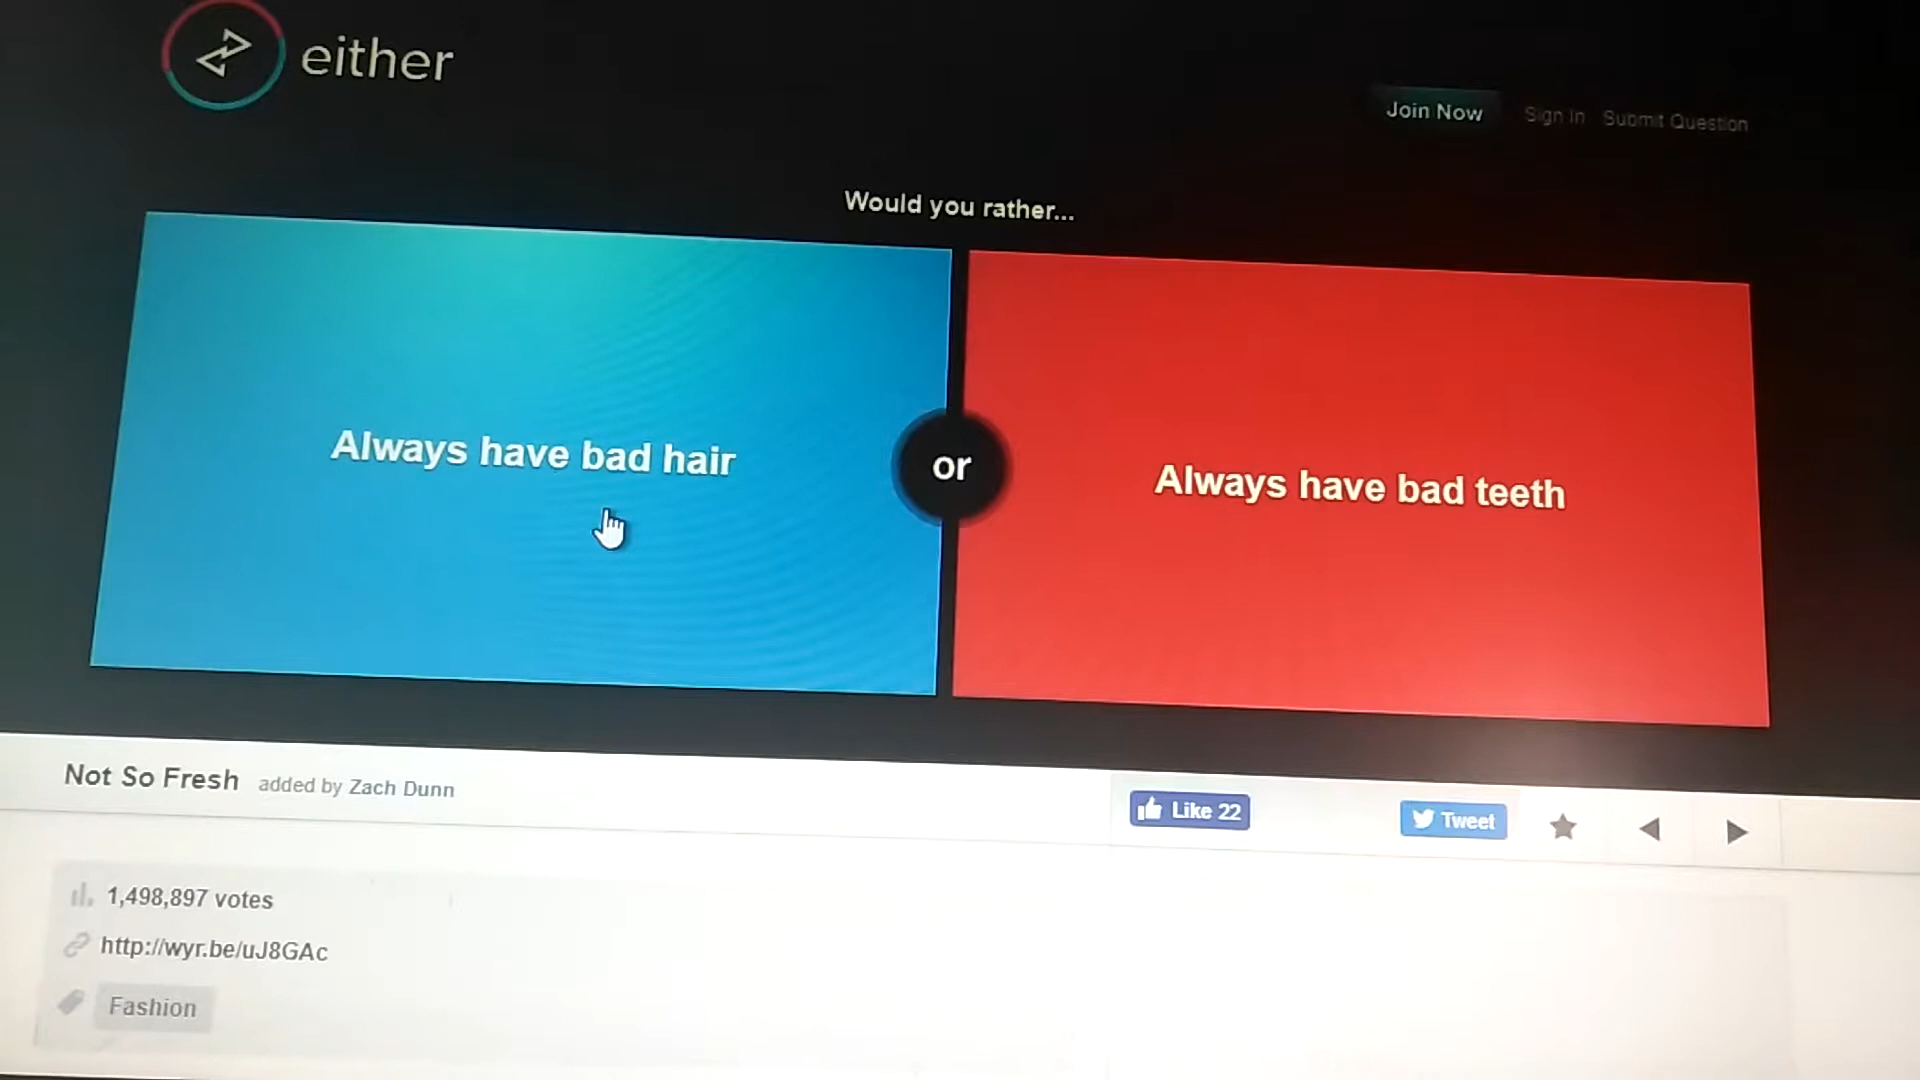 either
Join Now Sign In Submit Question
Would you rather...
Always have bad hair
or
Always have bad teeth
Not So Fresh added by Zach Dunn
Like 22
Tweet
1,498,897 votes
http://wyr.be/uJ8GAc
Fashion